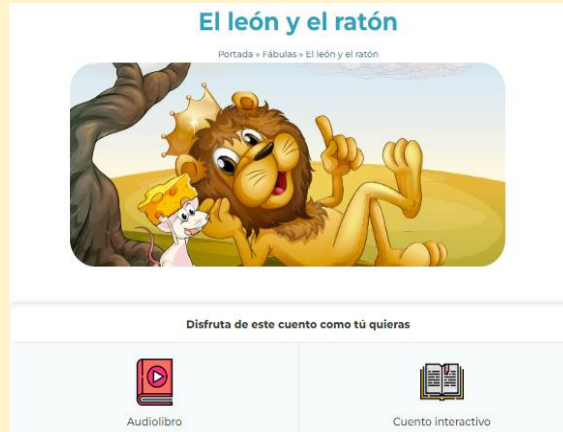 El león y el ratón
Portada » Fábulas » El león y el ratón
Disfruta de este cuento como tú quieras
Audiolibro
Cuento interactivo